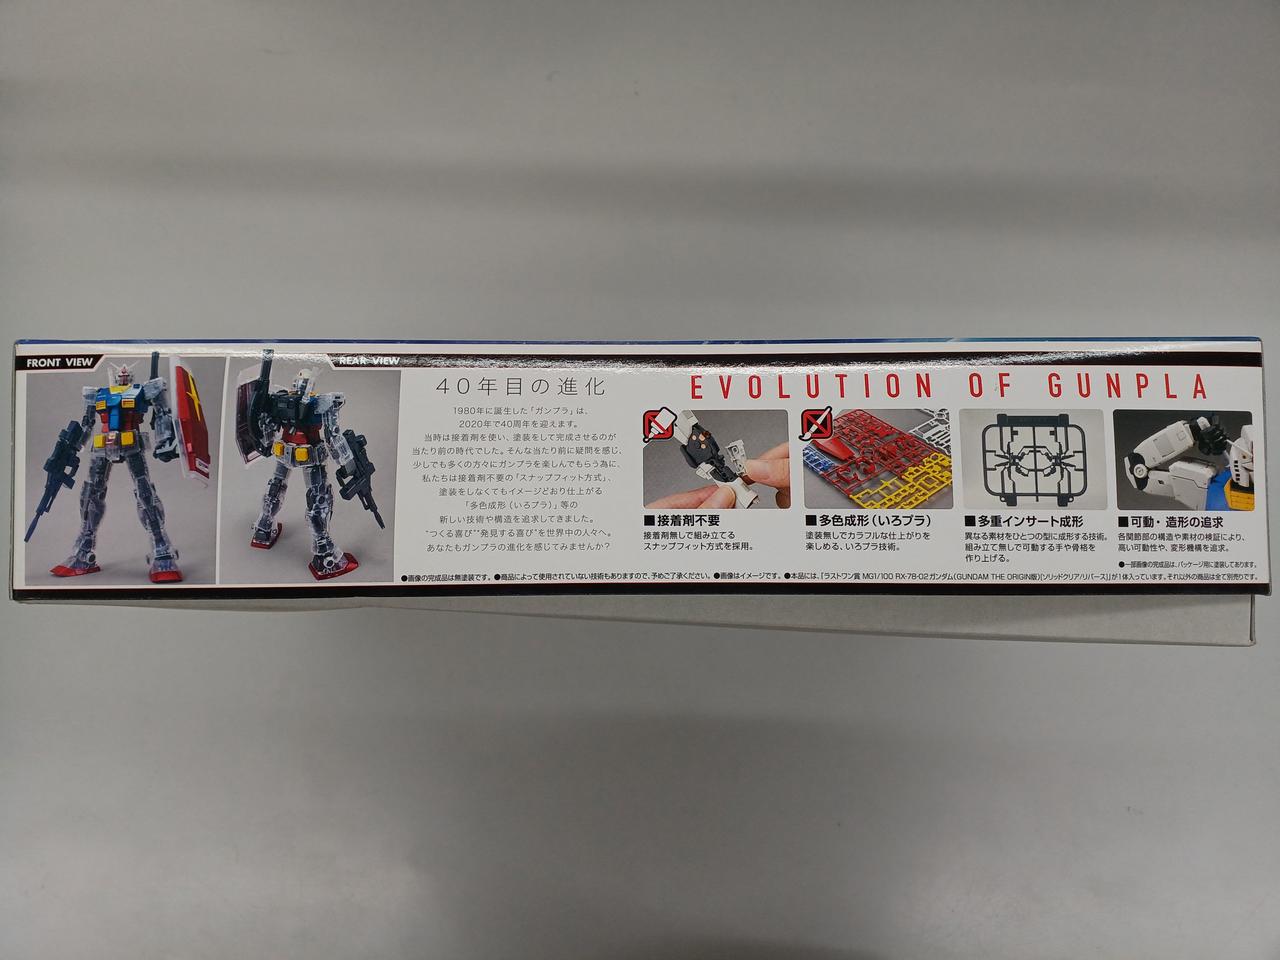 FRONT VIEW
REAR VIEW
40年目の進化
1980年に誕生した「ガンプラ」は、
2020年で40周年を迎えます。
当時は接着剤を使い、塗装をして完成させるのが
当たり前の時代でした。そんな当たり前に疑問を感じ、
少しでも多くの方々にガンプラを楽しんでもらう為に、
私たちは接着剤不要の「スナップフィット方式」、
塗装をしなくてもイメージどおり仕上がる
「多色成形(いろプラ)」等の
新しい技術や構造を追求してきました。
"つくる喜び""発見する喜び"を世界中の人々へ。
あなたもガンプラの進化を感じてみませんか?
EVOLUTION OF GUNPLA
■接着剤不要
接着剤無しで組み立てる
スナップフィット方式を採用。
■多色成形(いろプラ)
塗装無しでカラフルな仕上がりを
楽しめる、いろプラ技術。
■多重インサート成形
異なる素材をひとつの型に成形する技術。
組み立て無しで可動する手や骨格を
作り上げる。
■可動・造形の追求
各関節部の構造や素材の検証により、
高い可動性や、変形機構を追求。
●一部画像の完成品は、パッケージ用に塗装しております。
●画像の完成品は無塗装です。●商品によって使用されていない技術もありますので、予めご了承ください。●画像はイメージです。●本品には、「ラストワン賞 MG1/100 RX-78-02 ガンダム(GUNDAM THE ORIGIN版)[ソリッドクリア/リバース]」が1体入っています。それ以外の商品は全て別売りです。